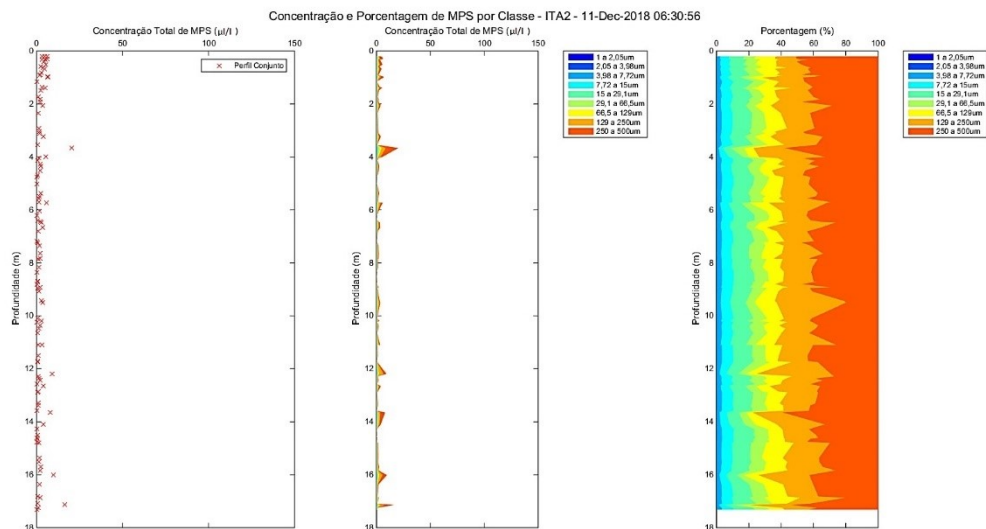 Concentração e Porcentagem de MPS por Classe - ITA2 - 11-Dec-2018 06:30:56
Concentração Total de MPS (µl/l )
0 50 100 150
× Perfil Conjunto
Profundidade (m)
0
2
4
6
8
10
12
14
16
18
Concentração Total de MPS (µl/l )
0 50 100 150
1 a 2,05um
2,05 a 3,98um
3,98 a 7,72um
7,72 a 15um
15 a 29,1um
29,1 a 66,5um
66,5 a 129um
129 a 250um
250 a 500um
Profundidade (m)
0
2
4
6
8
10
12
14
16
18
Porcentagem (%)
0 20 40 60 80 100
1 a 2,05um
2,05 a 3,98um
3,98 a 7,72um
7,72 a 15um
15 a 29,1um
29,1 a 66,5um
66,5 a 129um
129 a 250um
250 a 500um
Profundidade (m)
0
2
4
6
8
10
12
14
16
18